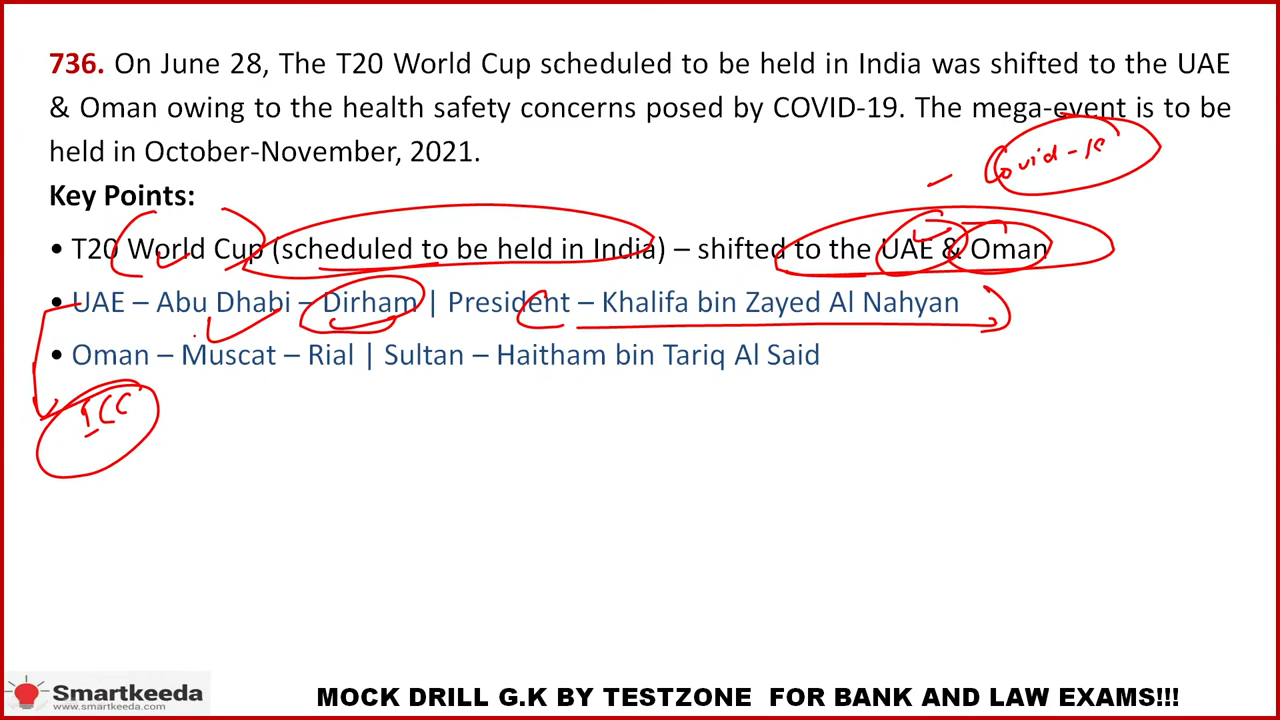 736. On June 28, The T20 World Cup scheduled to be held in India was shifted to the UAE
& Oman owing to the health safety concerns posed by COVID-19. The mega-event is to be
held in October-November, 2021.
Covid-19
Key Points:
• T20 World Cup (scheduled to be held in India) – shifted to the UAE & Oman
• UAE – Abu Dhabi – Dirham | President – Khalifa bin Zayed Al Nahyan
• Oman – Muscat – Rial | Sultan – Haitham bin Tariq Al Said
ICC
Smartkeeda
www.smartkeeda.com
MOCK DRILL G.K BY TESTZONE FOR BANK AND LAW EXAMS!!!